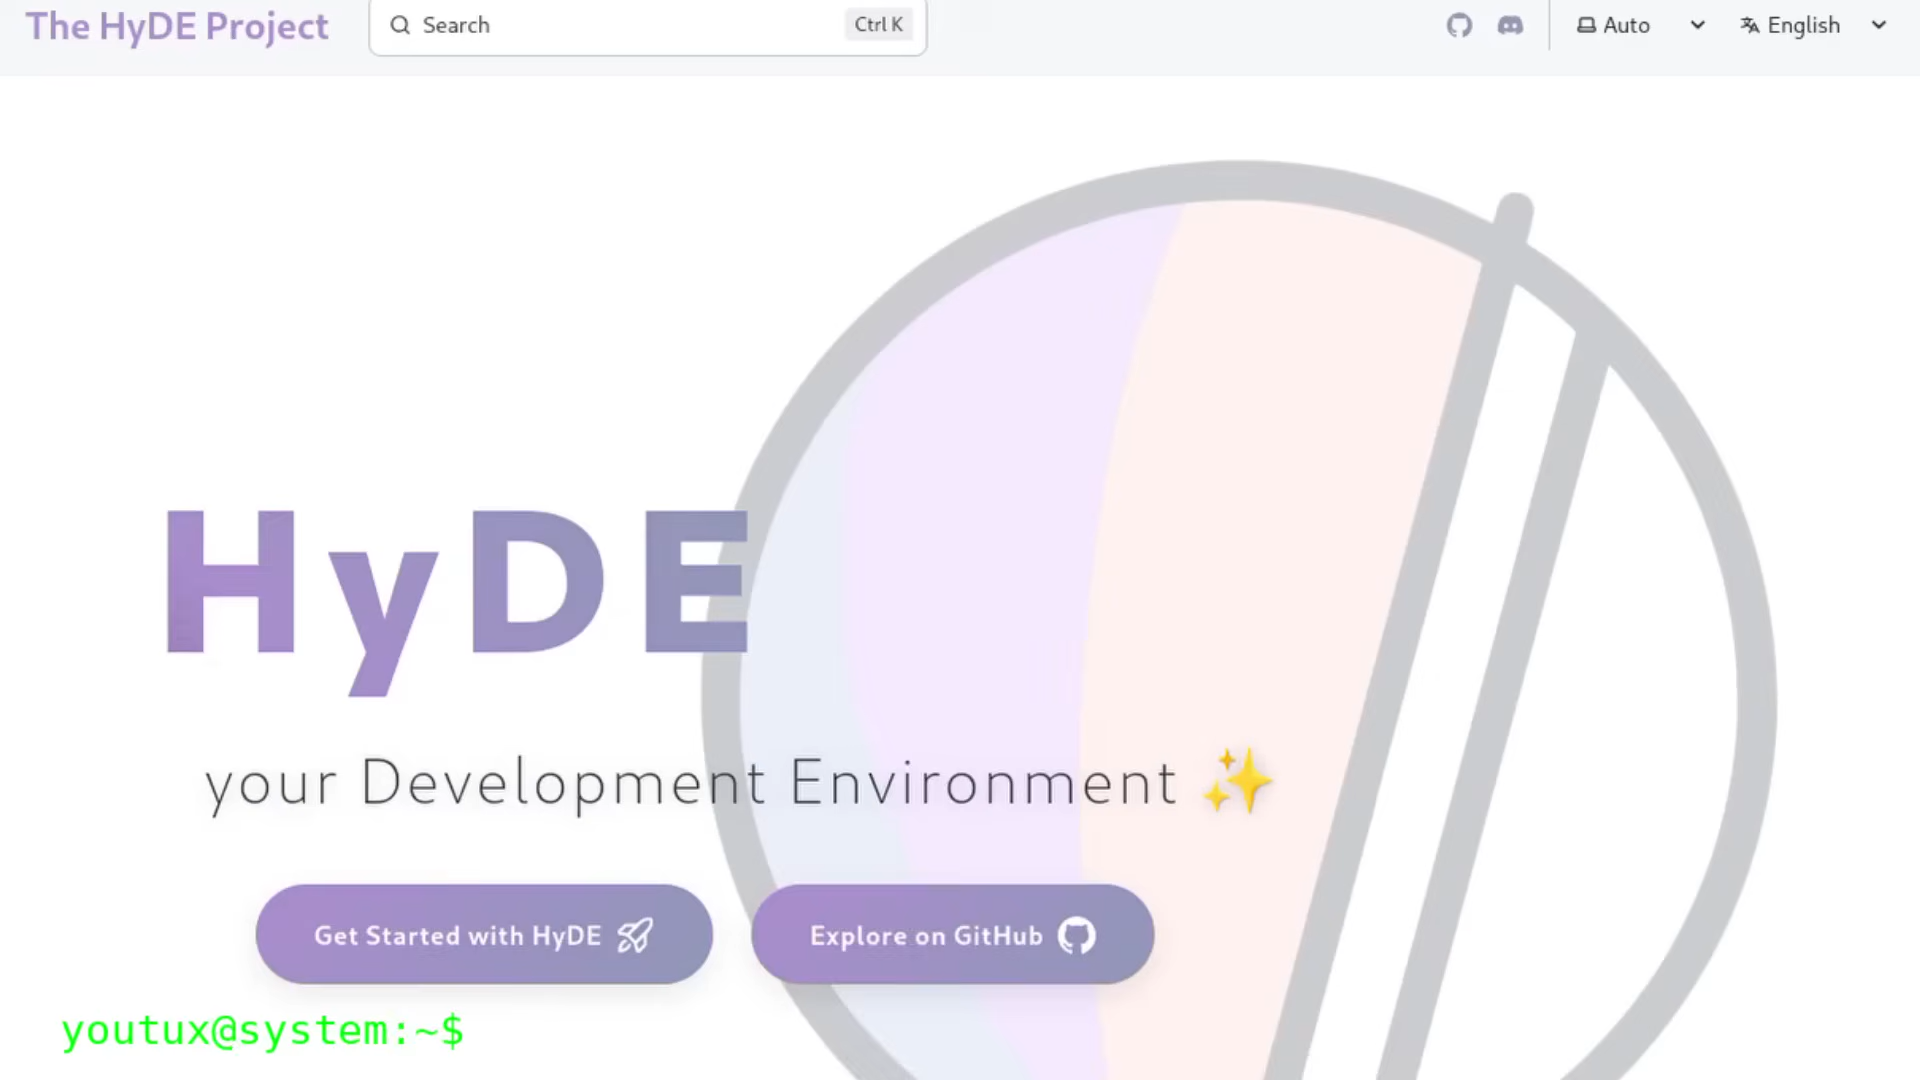 The HyDE Project
Search
Ctrl K
Auto
English
HyDE
your Development Environment ✨
Get Started with HyDE
Explore on GitHub
youtux@system:~$